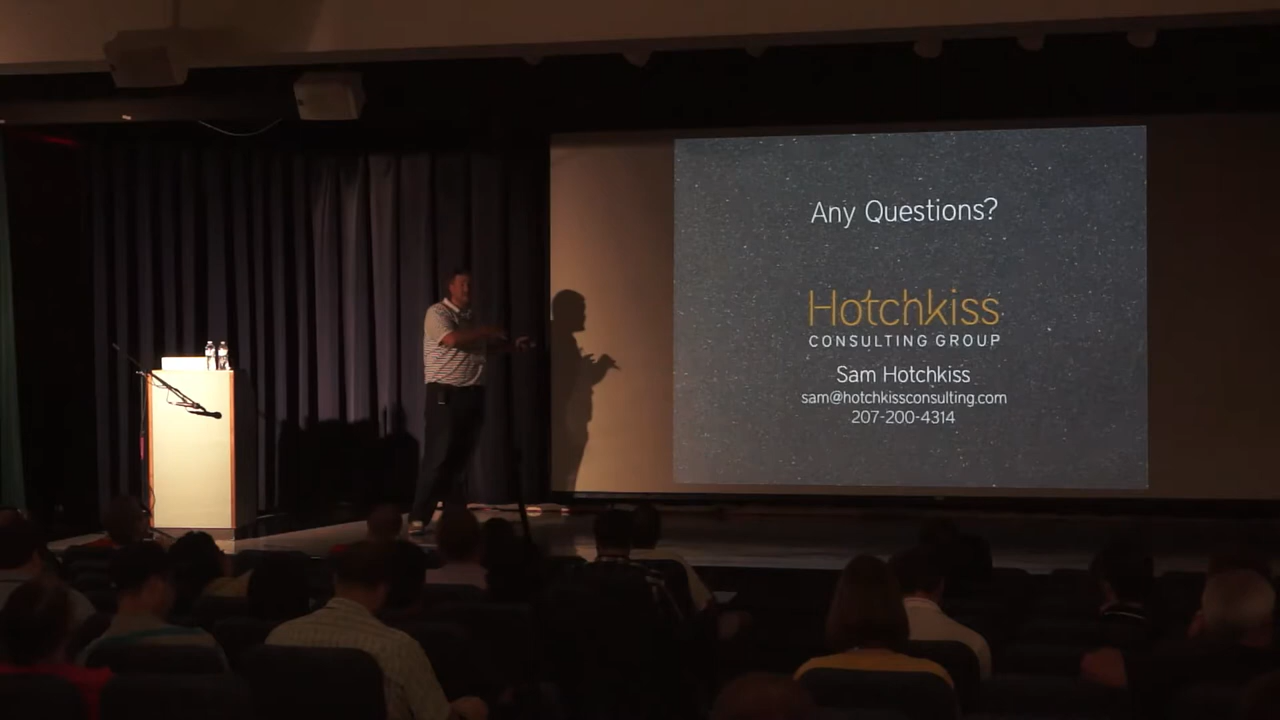 Any Questions?
Hotchkiss
CONSULTING GROUP
Sam Hotchkiss
sam@hotchkissconsulting.com
207-200-4314